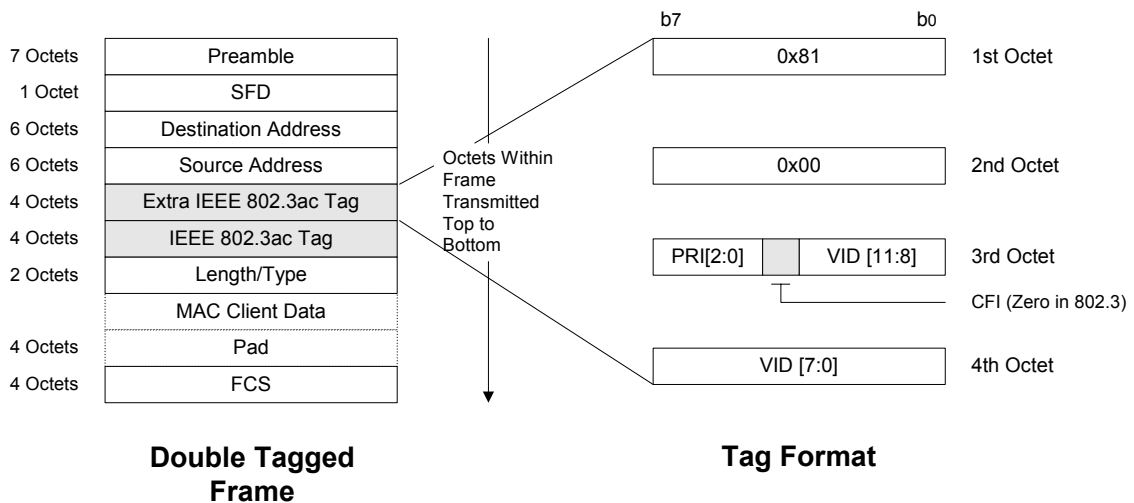 7 Octets
Preamble
1 Octet
SFD
6 Octets
Destination Address
6 Octets
Source Address
4 Octets
Extra IEEE 802.3ac Tag
4 Octets
IEEE 802.3ac Tag
2 Octets
Length/Type
MAC Client Data
4 Octets
Pad
4 Octets
FCS
Octets Within
Frame
Transmitted
Top to
Bottom
Double Tagged
Frame
b7
b0
0x81
1st Octet
0x00
2nd Octet
PRI[2:0]
VID [11:8]
3rd Octet
CFI (Zero in 802.3)
VID [7:0]
4th Octet
Tag Format